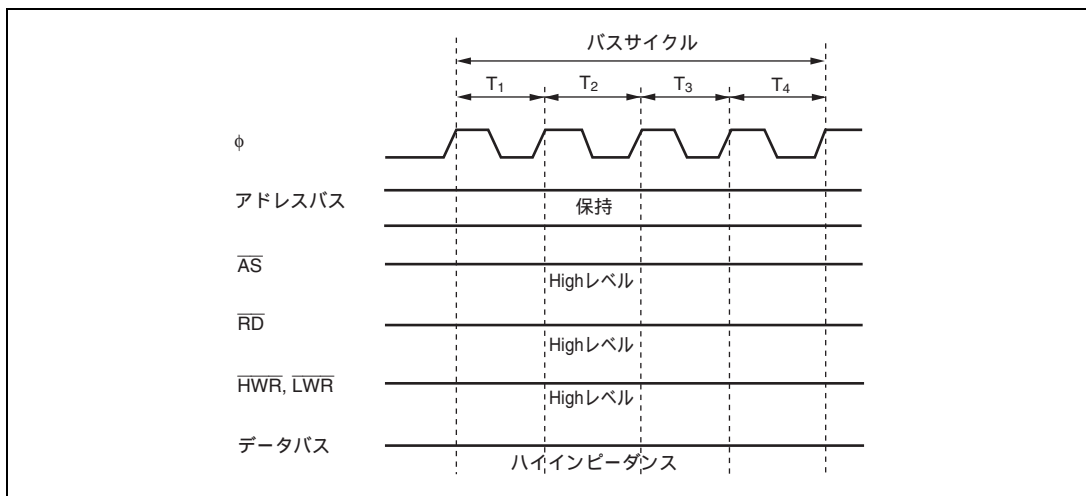 バスサイクル
T1 T2 T3 T4
φ
アドレスバス 保持
AS
Highレベル
RD
Highレベル
HWR, LWR
Highレベル
データバス
ハイインピーダンス